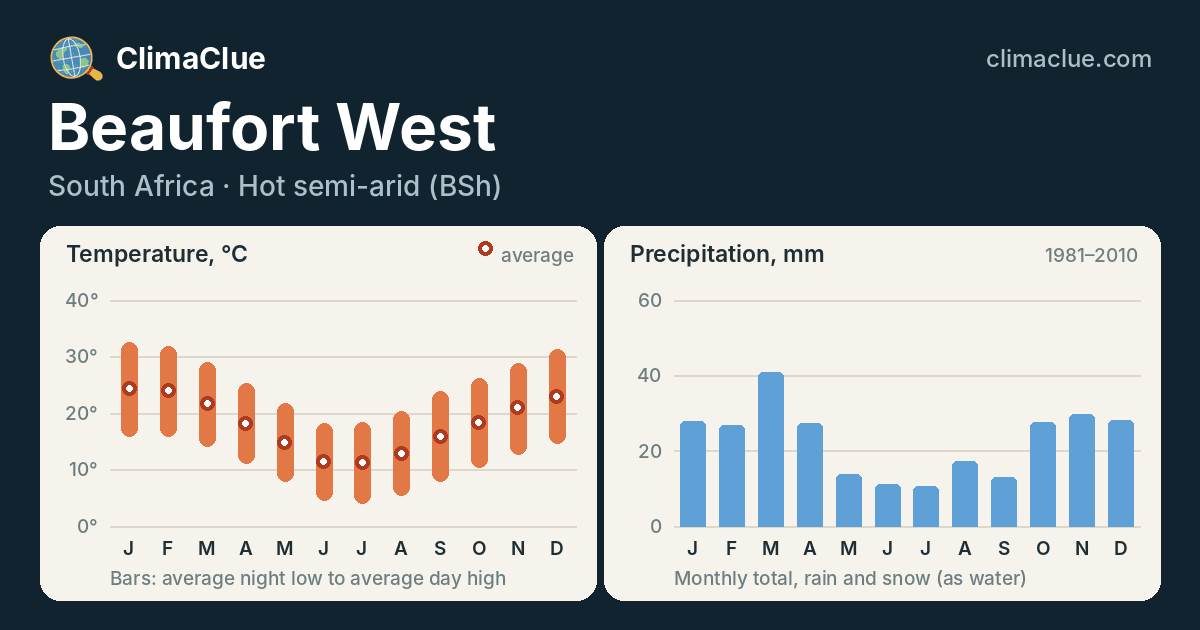 ClimaClue
climaclue.com
Beaufort West
South Africa · Hot semi-arid (BSh)
Temperature, °C
average
40°
30°
20°
10°
0°
J F M A M J J A S O N D
Bars: average night low to average day high
Precipitation, mm
1981–2010
60
40
20
0
J F M A M J J A S O N D
Monthly total, rain and snow (as water)